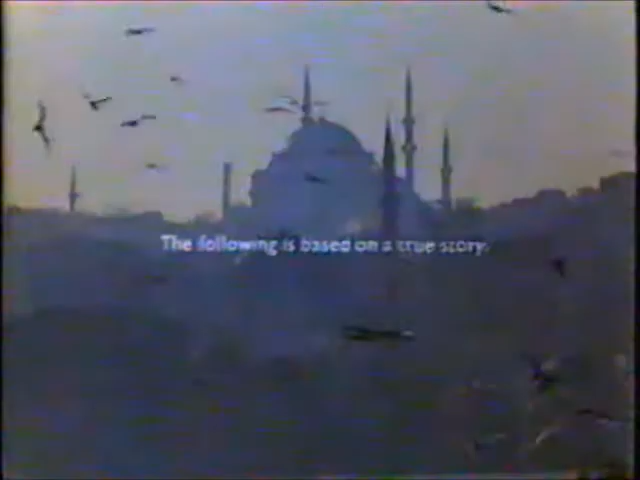 The following is based on a true story.